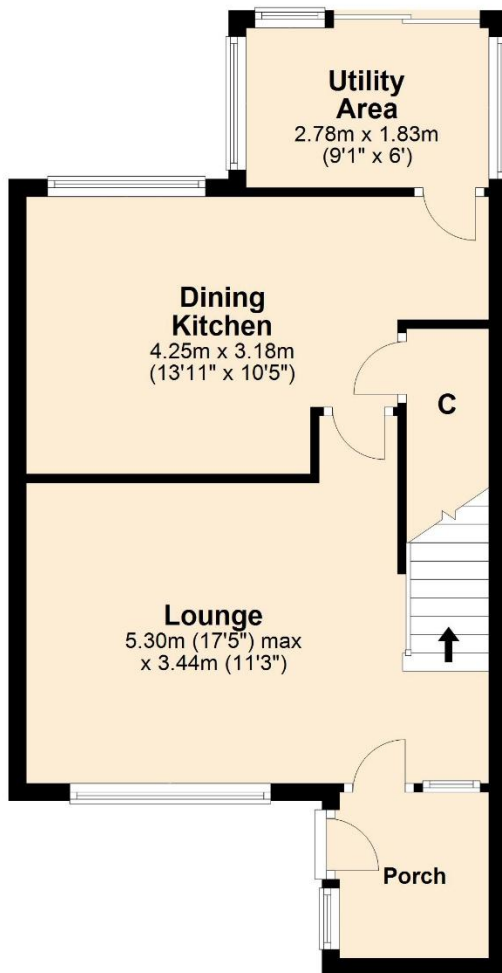 Utility
Area
2.78m x 1.83m
(9'1" x 6')
Dining
Kitchen
4.25m x 3.18m
(13'11" x 10'5")
C
Lounge
5.30m (17'5") max
x 3.44m (11'3")
Porch